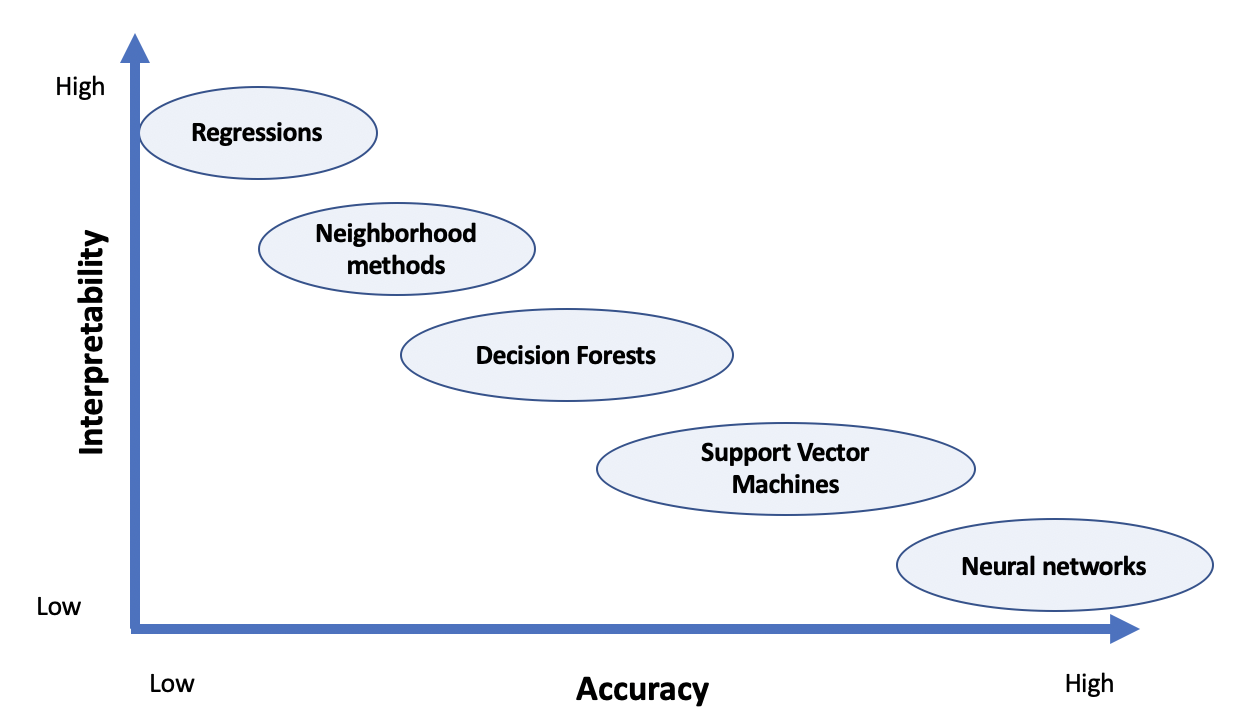 High
Regressions
Neighborhood
methods
Interpretability
Decision Forests
Support Vector
Machines
Neural networks
Low
Low
Accuracy
High